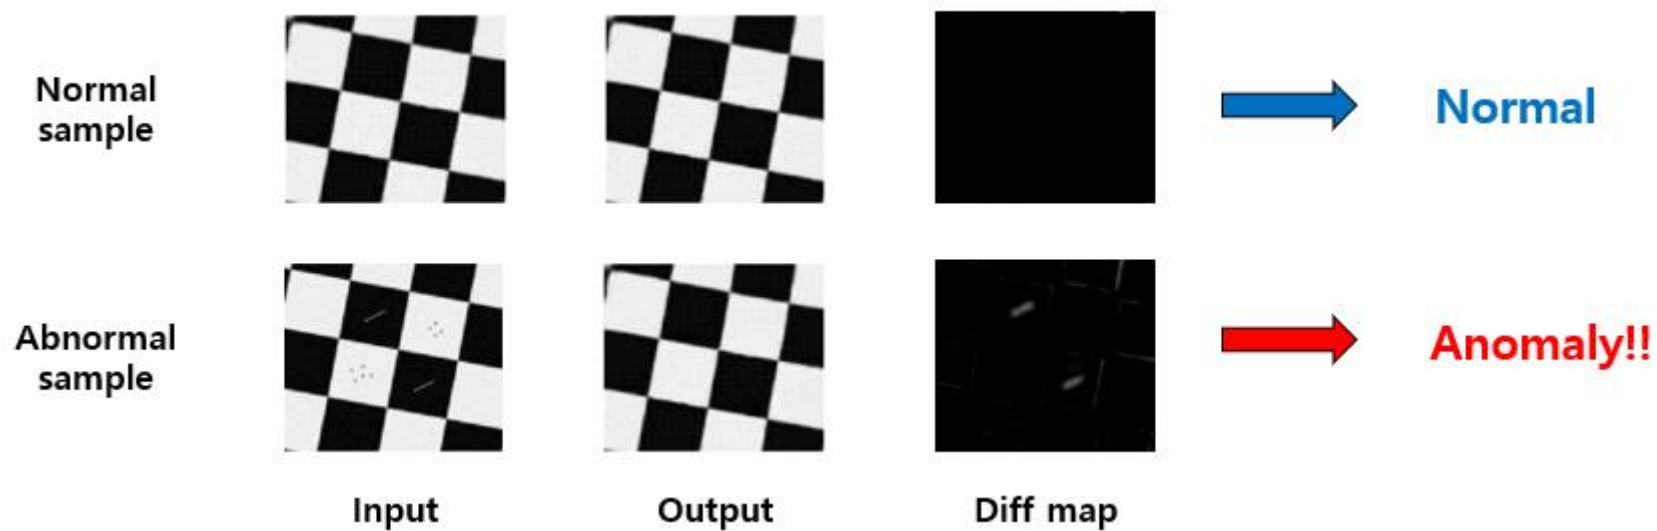 Normal
sample
Normal
Abnormal
sample
Anomaly!!
Input
Output
Diff map